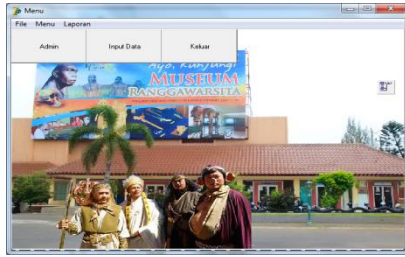 Menu
File Menu Laporan
Admin Input Data Keluar
Ayo, Kunjungi
MUSEUM
RANGGAWARSITA